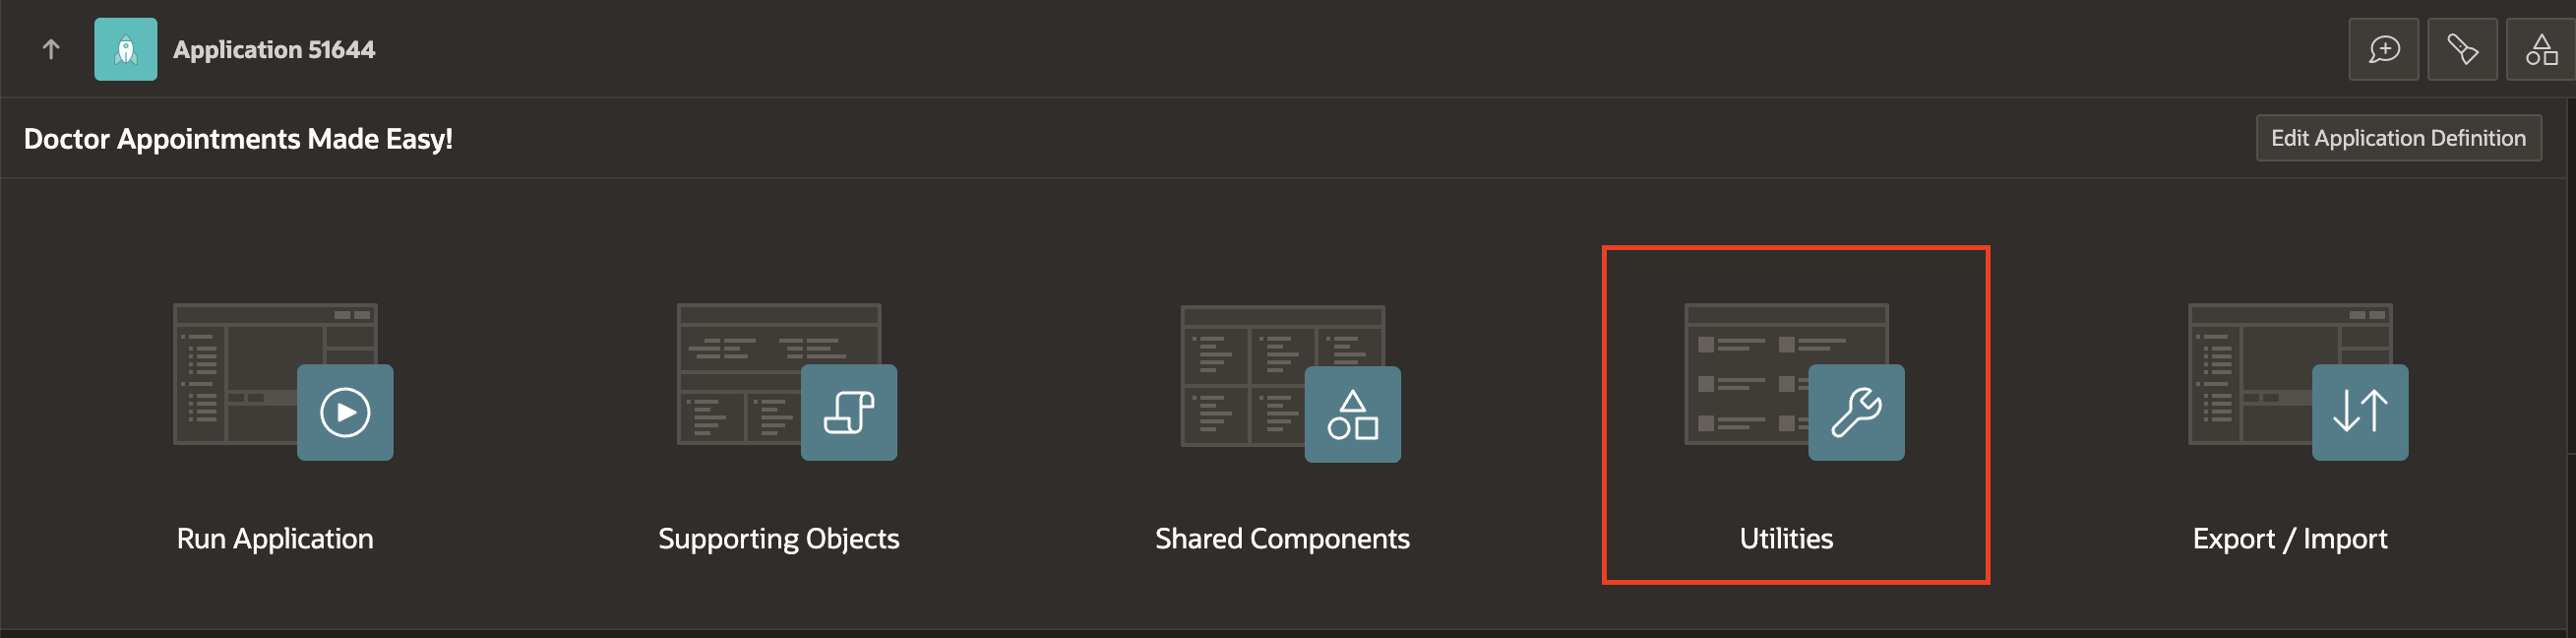 Application 51644
Doctor Appointments Made Easy!
Edit Application Definition
Run Application
Supporting Objects
Shared Components
Utilities
Export / Import